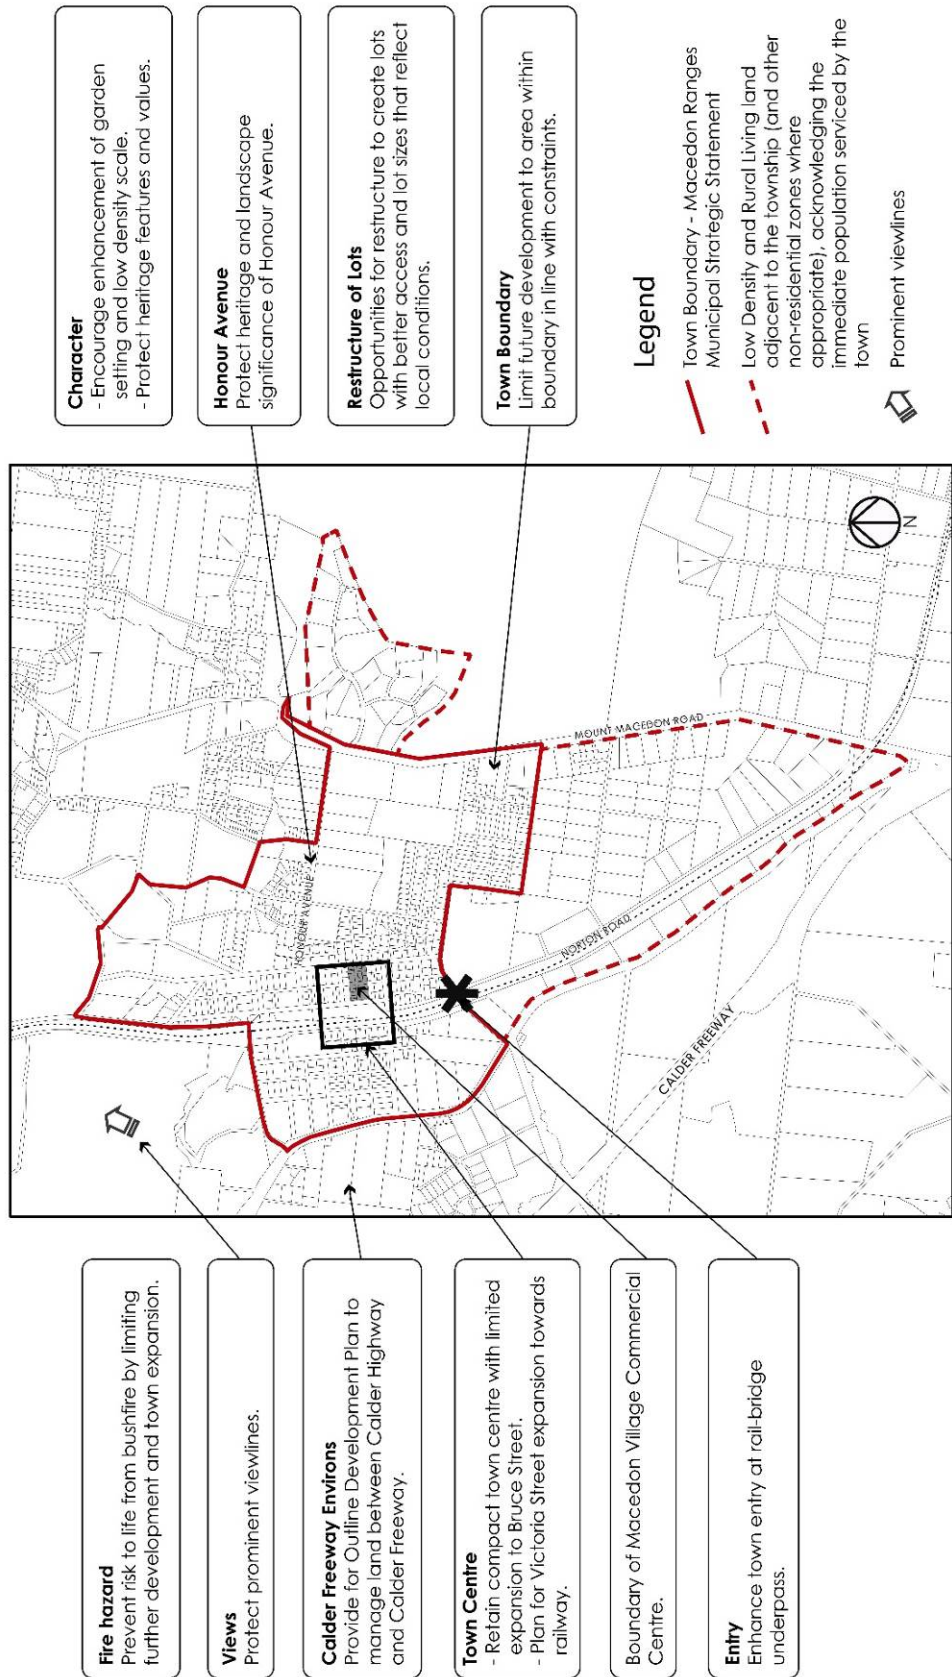 Fire hazard
Prevent risk to life from bushfire by limiting
further development and town expansion.
Views
Protect prominent viewlines.
Calder Freeway Environs
Provide for Outline Development Plan to
manage land between Calder Highway
and Calder Freeway.
Town Centre
- Retain compact town centre with limited
expansion to Bruce Street.
- Plan for Victoria Street expansion towards
railway.
Boundary of Macedon Village Commercial
Centre.
Entry
Enhance town entry at rail-bridge
underpass.
HONOUR AVENUE
MOUNT MACEDON ROAD
NORTON ROAD
CALDER FREEWAY
N
Character
- Encourage enhancement of garden
setting and low density scale.
- Protect heritage features and values.
Honour Avenue
Protect heritage and landscape
significance of Honour Avenue.
Restructure of Lots
Opportunities for restructure to create lots
with better access and lot sizes that reflect
local conditions.
Town Boundary
Limit future development to area within
boundary in line with constraints.
Legend
Town Boundary - Macedon Ranges
Municipal Strategic Statement
Low Density and Rural Living land
adjacent to the township (and other
non-residential zones where
appropriate), acknowledging the
immediate population serviced by the
town
Prominent viewlines